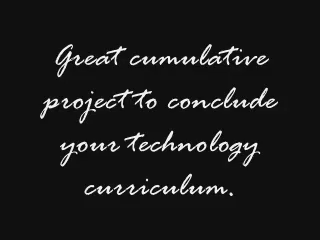 Great cumulative
project to conclude
your technology
curriculum.